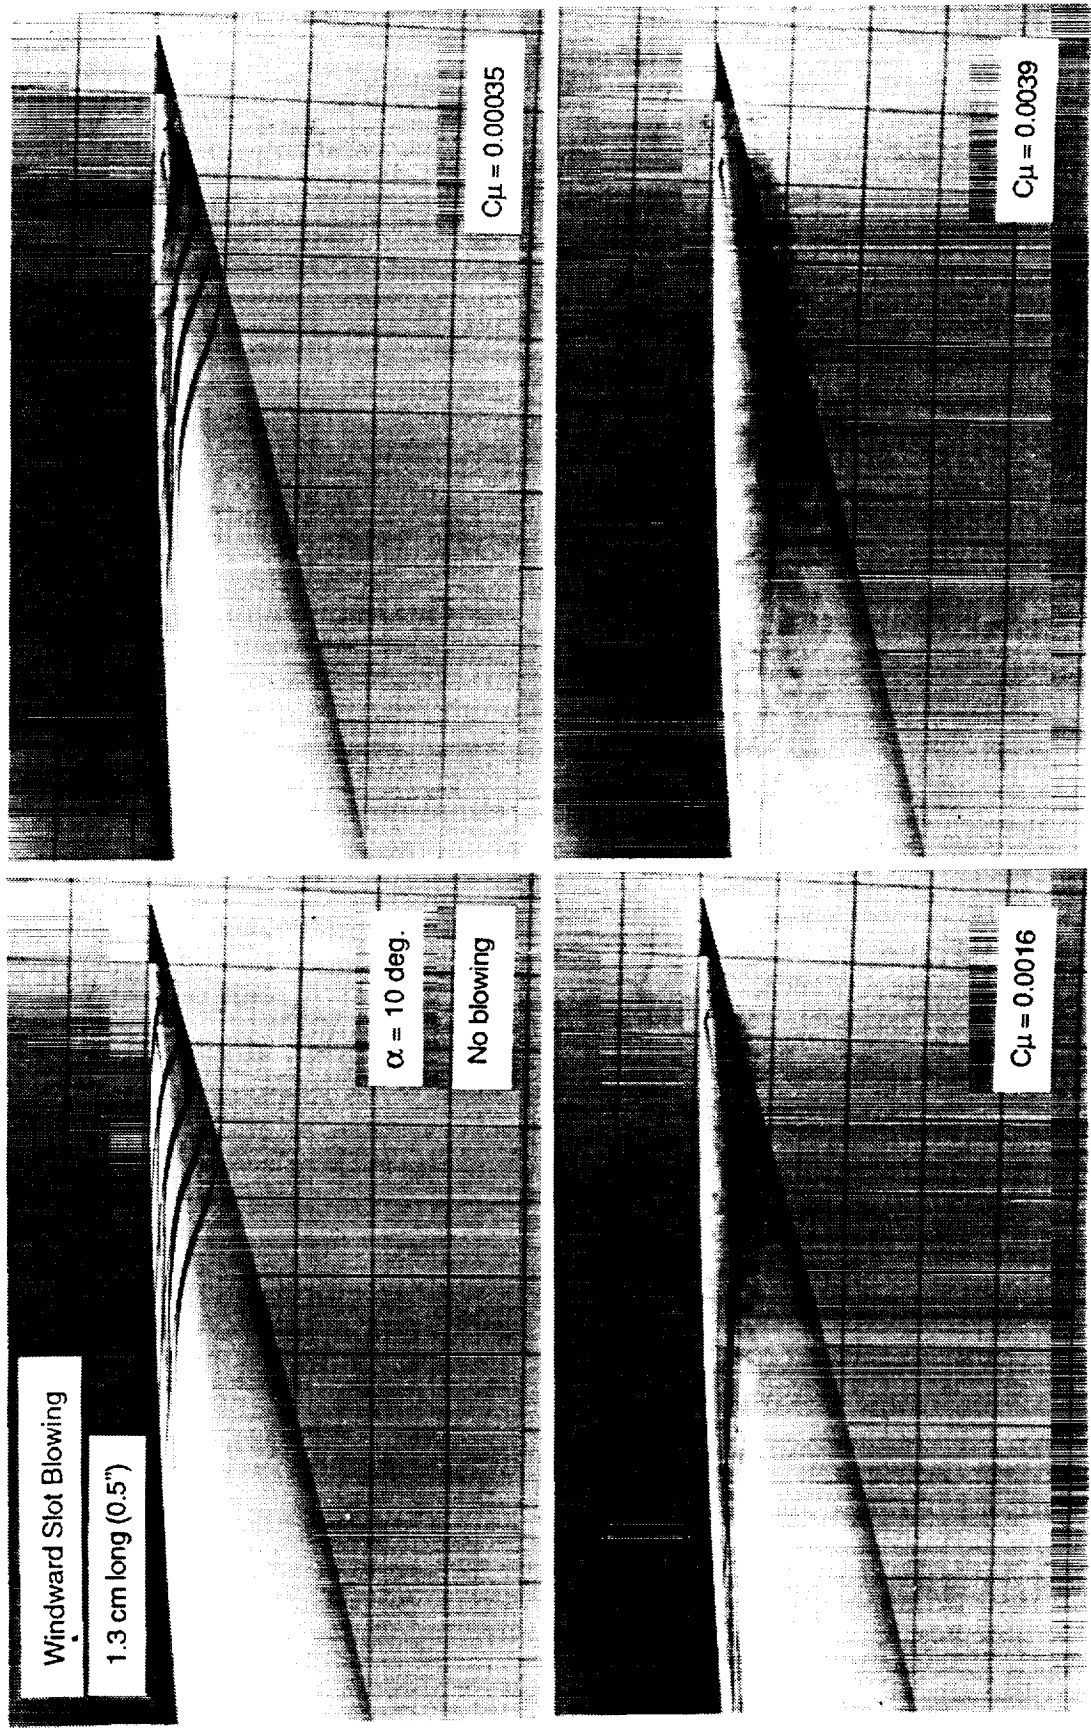 Windward Slot Blowing
1.3 cm long (0.5")
α = 10 deg.
No blowing
Cμ = 0.00035
Cμ = 0.0016
Cμ = 0.0039